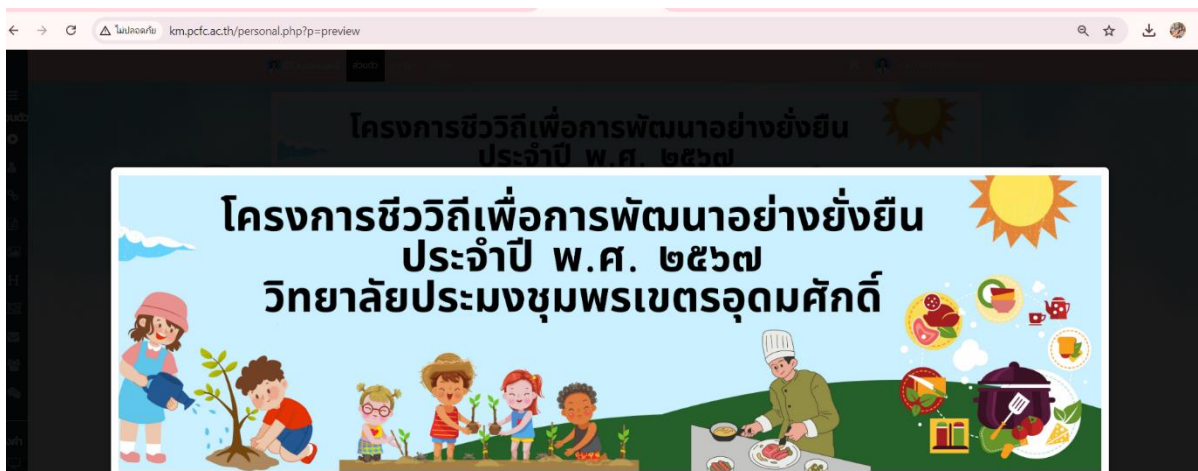 ไม่ปลอดภัย km.pcfc.ac.th/personal.php?p=preview
ส่วนตัว
โครงการชีววิถีเพื่อการพัฒนาอย่างยั่งยืน
ประจำปี พ.ศ. ๒๕๖๗
โครงการชีววิถีเพื่อการพัฒนาอย่างยั่งยืน
ประจำปี พ.ศ. ๒๕๖๗
วิทยาลัยประมงชุมพรเขตรอุดมศักดิ์